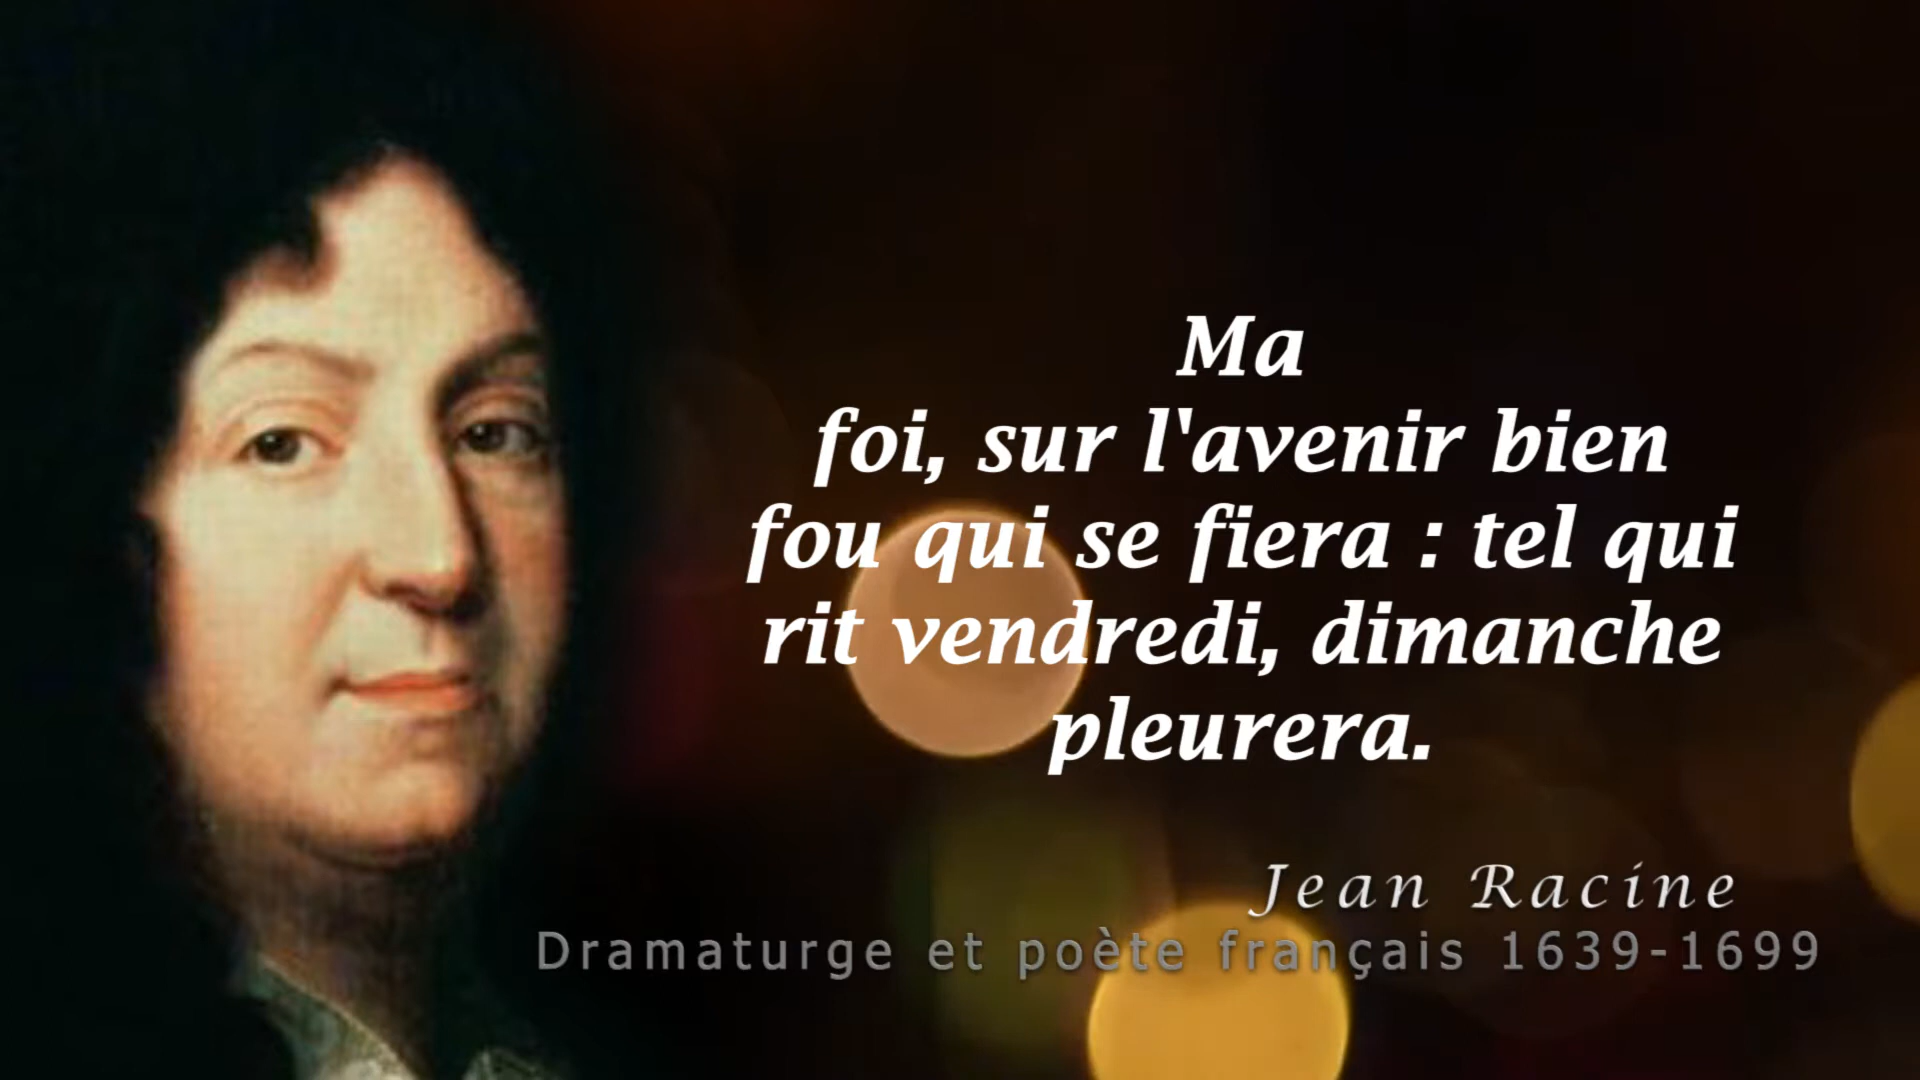 Ma
foi, sur l'avenir bien
fou qui se fiera : tel qui
rit vendredi, dimanche
pleurera.
Jean Racine
Dramaturge et poète français 1639-1699